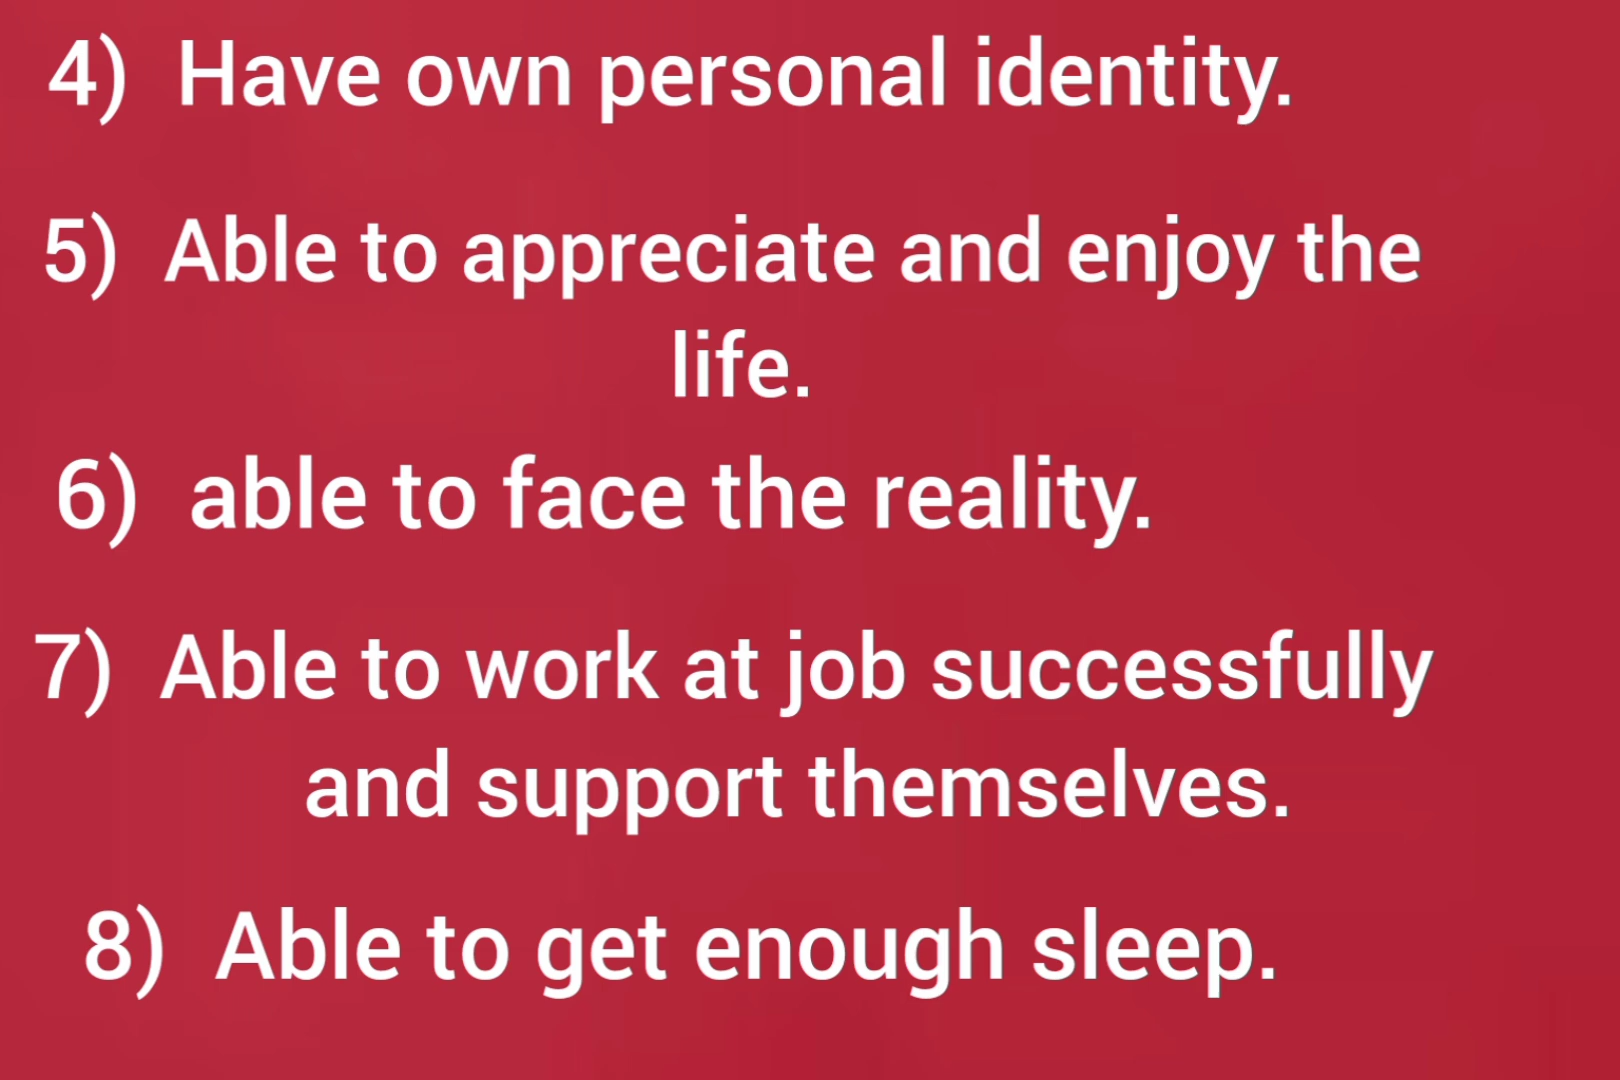 4) Have own personal identity.
5) Able to appreciate and enjoy the
life.
6) able to face the reality.
7) Able to work at job successfully
and support themselves.
8) Able to get enough sleep.